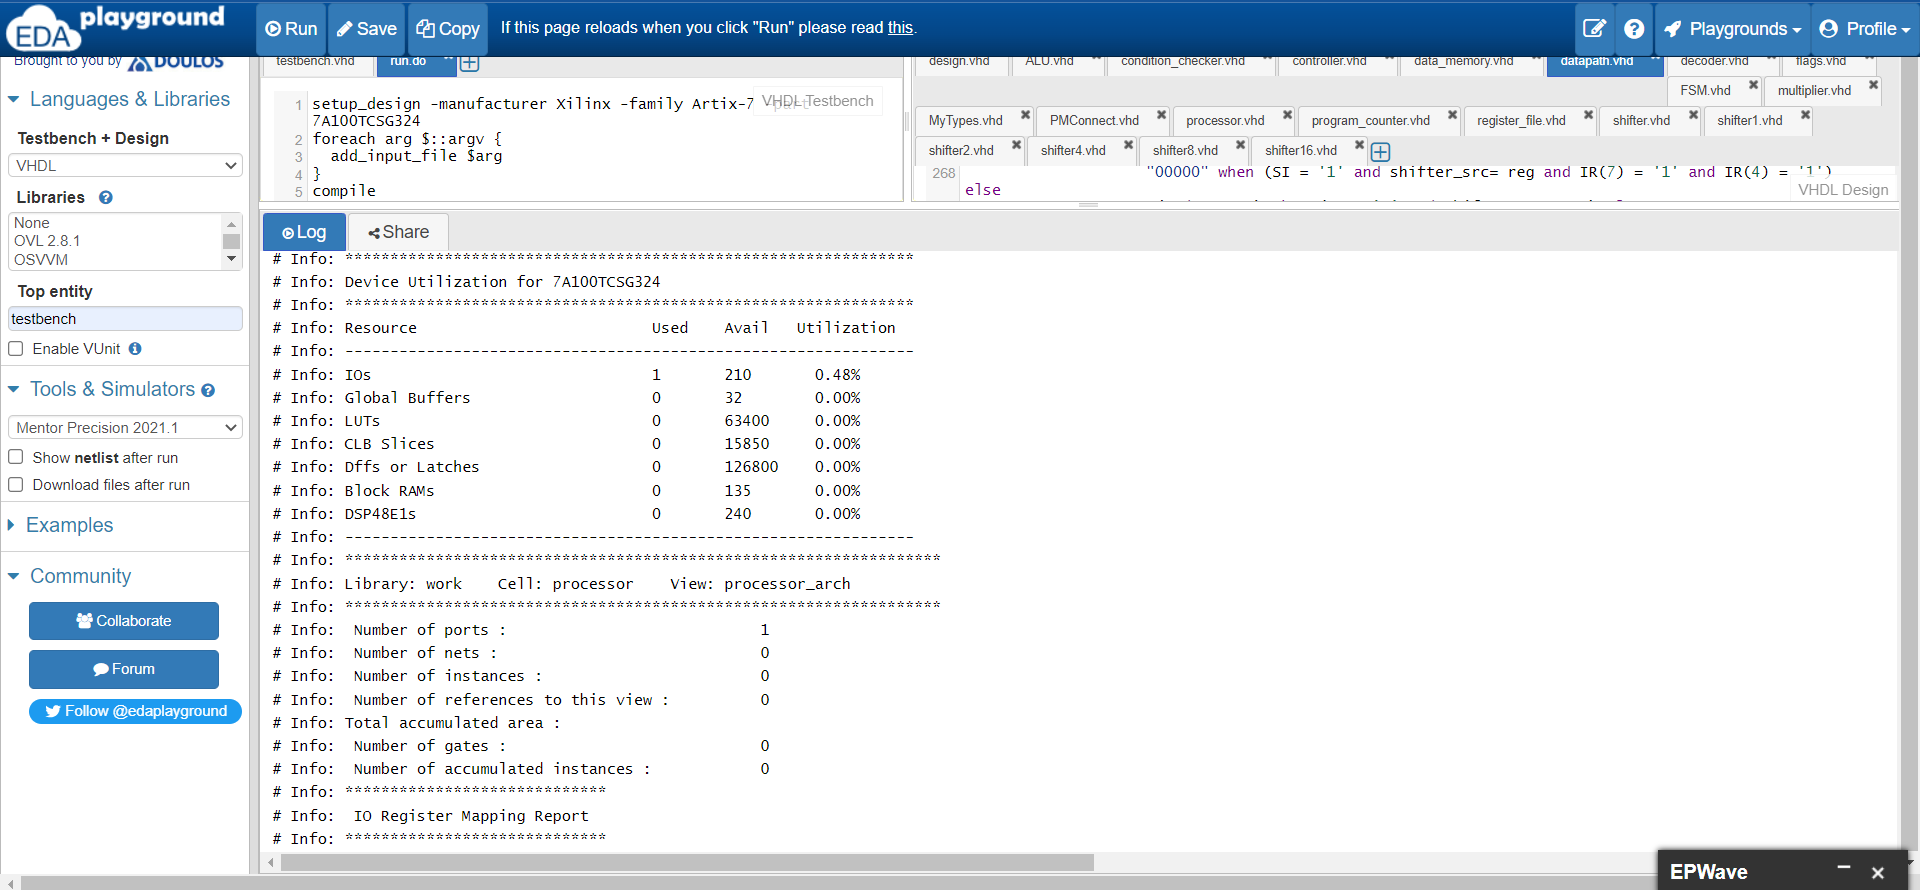 EDA playground
Run
Save
Copy
If this page reloads when you click "Run" please read this.
Playgrounds
Profile
Brought to you by DOULOS
Languages & Libraries
Testbench + Design
VHDL
Libraries
None
OVL 2.8.1
OSVVM
Top entity
testbench
Enable VUnit
Tools & Simulators
Mentor Precision 2021.1
Show netlist after run
Download files after run
Examples
Community
Collaborate
Forum
Follow @edaplayground
testbench.vhd
run.do
VHDL Testbench
1 setup_design -manufacturer Xilinx -family Artix-7 -part
7A100TCSG324
2 foreach arg $::argv {
3 add_input_file $arg
4 }
5 compile
design.vhd
ALU.vhd
condition_checker.vhd
controller.vhd
data_memory.vhd
datapath.vhd
decoder.vhd
flags.vhd
FSM.vhd
multiplier.vhd
MyTypes.vhd
PMConnect.vhd
processor.vhd
program_counter.vhd
register_file.vhd
shifter.vhd
shifter1.vhd
shifter2.vhd
shifter4.vhd
shifter8.vhd
shifter16.vhd
268 "00000" when (SI = '1' and shifter_src= reg and IR(7) = '1' and IR(4) = '1')
else
VHDL Design
Log
Share
# Info: ***************************************************************
# Info: Device Utilization for 7A100TCSG324
# Info: ***************************************************************
# Info: Resource Used Avail Utilization
# Info: ---------------------------------------------------------------
# Info: IOs 1 210 0.48%
# Info: Global Buffers 0 32 0.00%
# Info: LUTs 0 63400 0.00%
# Info: CLB Slices 0 15850 0.00%
# Info: Dffs or Latches 0 126800 0.00%
# Info: Block RAMs 0 135 0.00%
# Info: DSP48E1s 0 240 0.00%
# Info: ---------------------------------------------------------------
# Info: ******************************************************************
# Info: Library: work Cell: processor View: processor_arch
# Info: ******************************************************************
# Info: Number of ports : 1
# Info: Number of nets : 0
# Info: Number of instances : 0
# Info: Number of references to this view : 0
# Info: Total accumulated area :
# Info: Number of gates : 0
# Info: Number of accumulated instances : 0
# Info: *****************************
# Info: IO Register Mapping Report
# Info: *****************************
EPWave